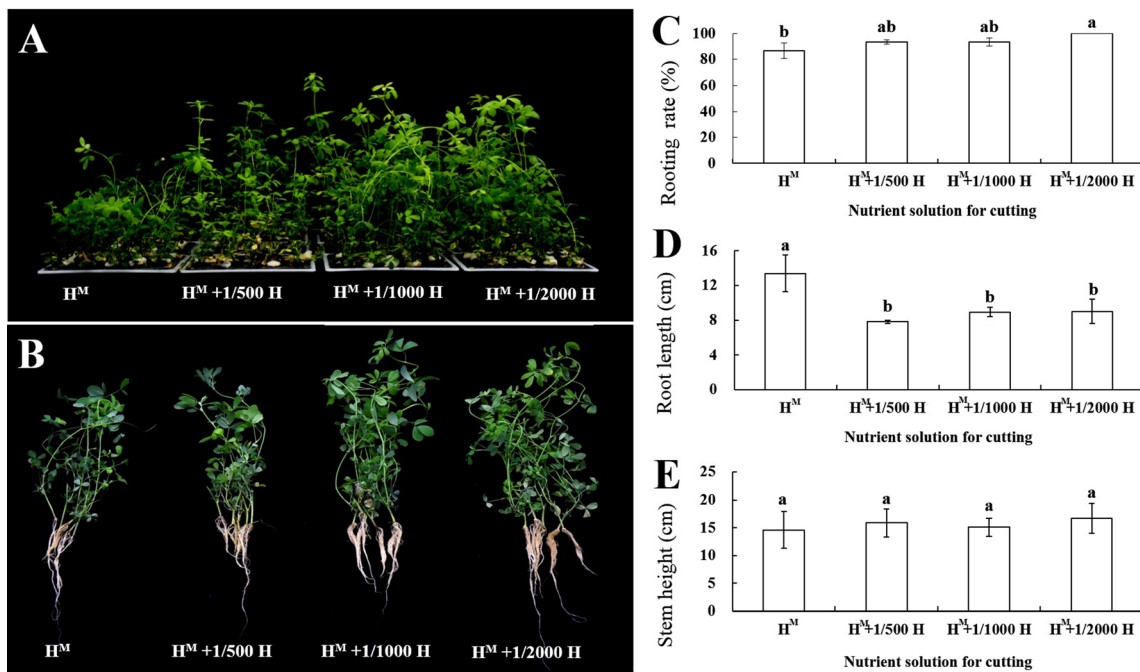 A
H^M
H^M +1/500 H
H^M +1/1000 H
H^M +1/2000 H
B
H^M
H^M +1/500 H
H^M +1/1000 H
H^M +1/2000 H
C
Rooting rate (%)
100
80
60
40
20
0
b
ab
ab
a
H^M
H^M+1/500 H
H^M+1/1000 H
H^M+1/2000 H
Nutrient solution for cutting
D
Root length (cm)
16
12
8
4
0
a
b
b
b
H^M
H^M+1/500 H
H^M+1/1000 H
H^M+1/2000 H
Nutrient solution for cutting
E
Stem height (cm)
25
20
15
10
5
0
a
a
a
a
H^M
H^M+1/500 H
H^M+1/1000 H
H^M+1/2000 H
Nutrient solution for cutting